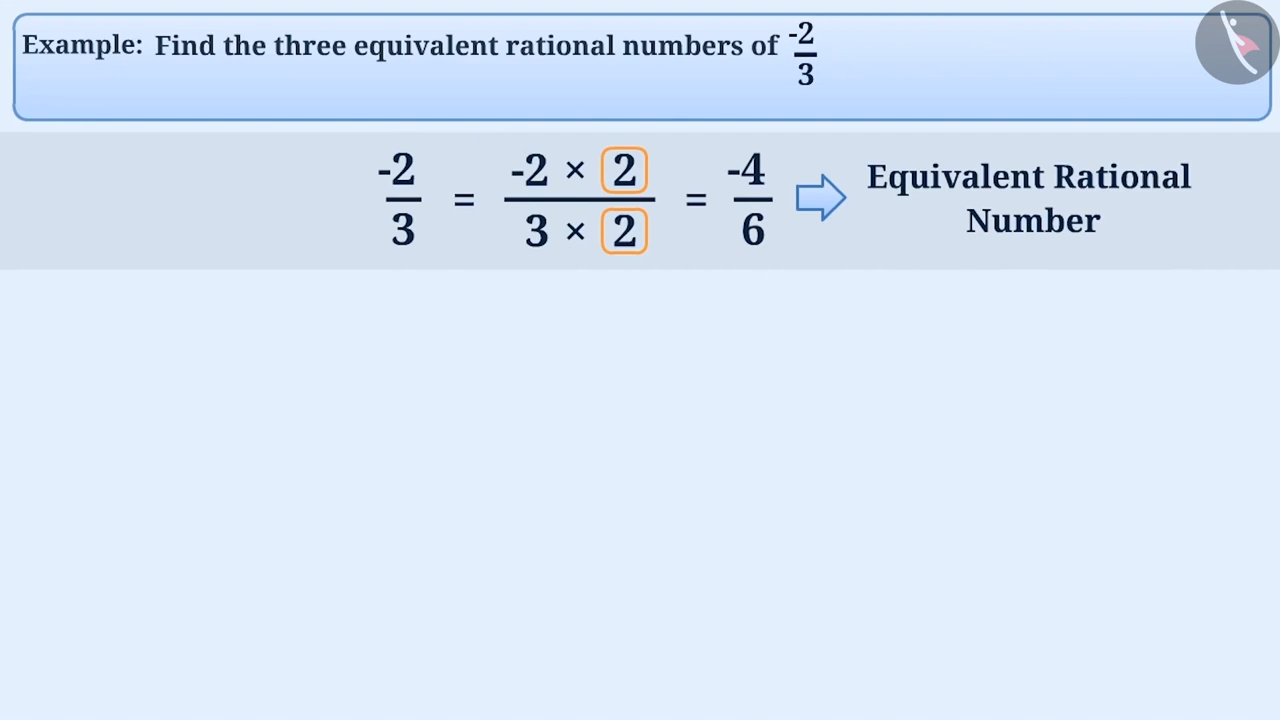 Example: Find the three equivalent rational numbers of -2/3
-2/3 = -2 × 2/3 × 2 = -4/6
Equivalent Rational
Number